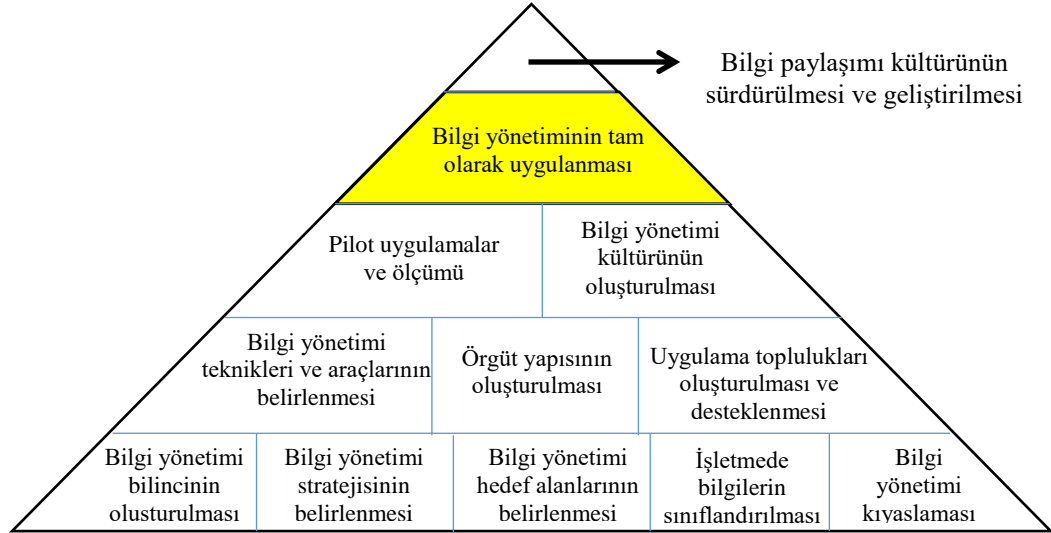 Bilgi paylaşımı kültürünün
sürdürülmesi ve geliştirilmesi
Bilgi yönetiminin tam
olarak uygulanması
Pilot uygulamalar
ve ölçümü
Bilgi yönetimi
kültürünün
oluşturulması
Bilgi yönetimi
teknikleri ve araçlarının
belirlenmesi
Örgüt yapısının
oluşturulması
Uygulama toplulukları
oluşturulması ve
desteklenmesi
Bilgi yönetimi
bilincinin
olusturulması
Bilgi yönetimi
stratejisinin
belirlenmesi
Bilgi yönetimi
hedef alanlarının
belirlenmesi
İşletmede
bilgilerin
sınıflandırılması
Bilgi
yönetimi
kıyaslaması